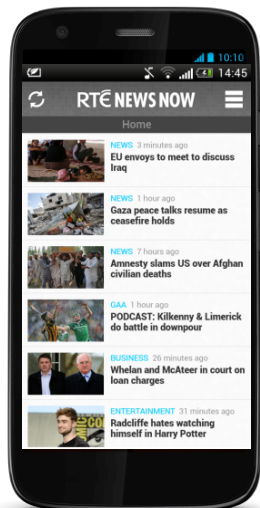 10:10
14:45
RTÉ NEWS NOW
Home
NEWS 3 minutes ago
EU envoys to meet to discuss
Iraq
NEWS 1 hour ago
Gaza peace talks resume as
ceasefire holds
NEWS 7 hours ago
Amnesty slams US over Afghan
civilian deaths
GAA 1 hour ago
PODCAST: Kilkenny & Limerick
do battle in downpour
BUSINESS 26 minutes ago
Whelan and McAteer in court on
loan charges
ENTERTAINMENT 31 minutes ago
Radcliffe hates watching
himself in Harry Potter